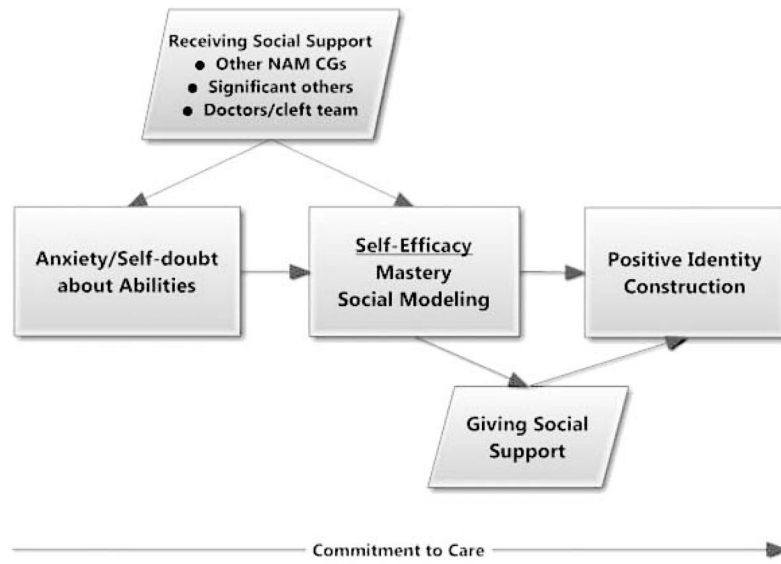 Receiving Social Support
● Other NAM CGs
● Significant others
● Doctors/cleft team
Anxiety/Self-doubt
about Abilities
Self-Efficacy
Mastery
Social Modeling
Positive Identity
Construction
Giving Social
Support
Commitment to Care